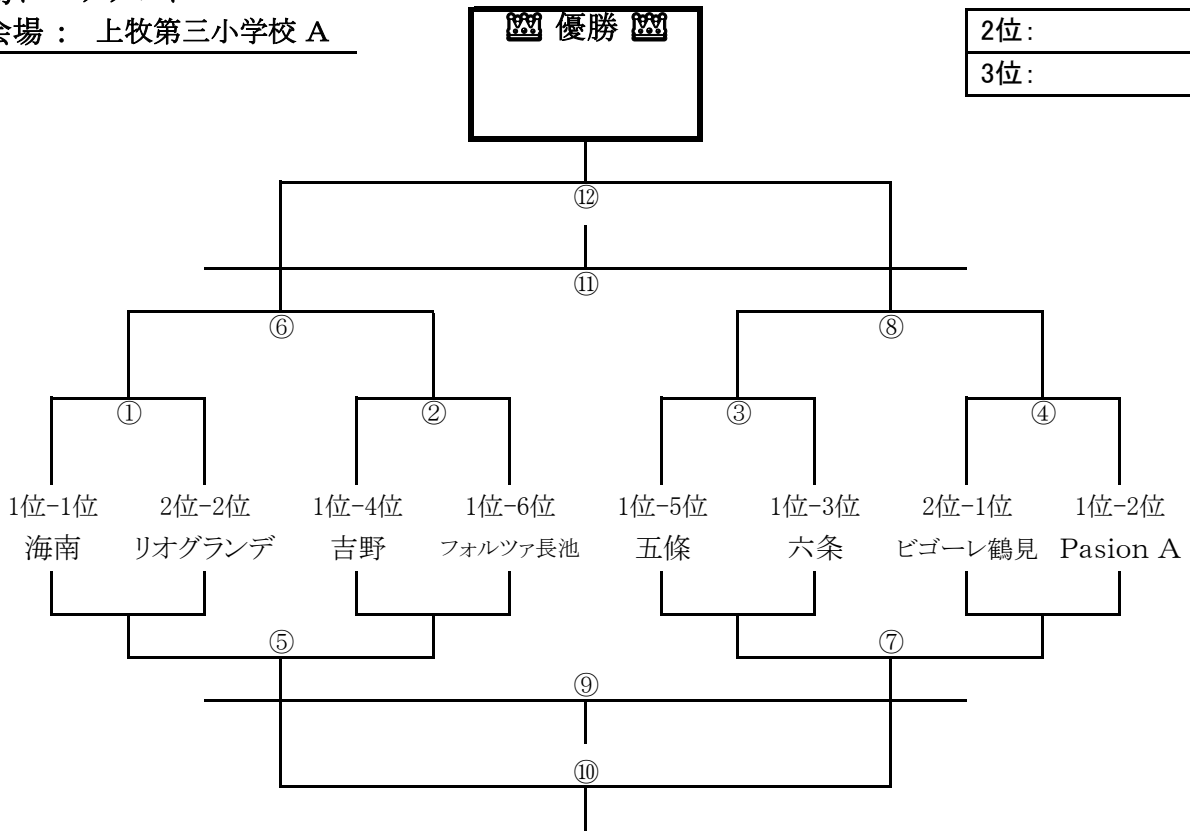 会場： 上牧第三小学校 A
優勝
2位：
3位：
⑫
⑪
⑥ ⑧
① ② ③ ④
1位-1位 2位-2位 1位-4位 1位-6位 1位-5位 1位-3位 2位-1位 1位-2位
海南 リオグランデ 吉野 フォルツァ長池 五條 六条 ビゴーレ鶴見 Pasion A
⑤ ⑦
⑨
⑩